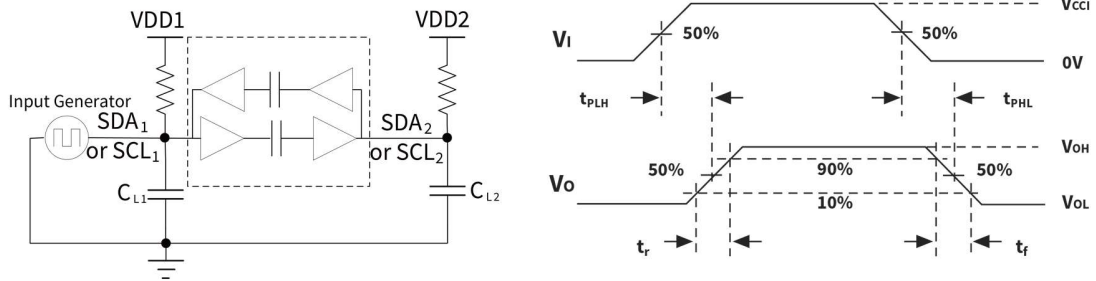 VDD1
VDD2
Input Generator
SDA1
or SCL1
SDA2
or SCL2
CL1
CL2
VI
50%
50%
VCCI
0V
tPLH
tPHL
VO
50%
90%
10%
50%
VOH
VOL
tr
tf